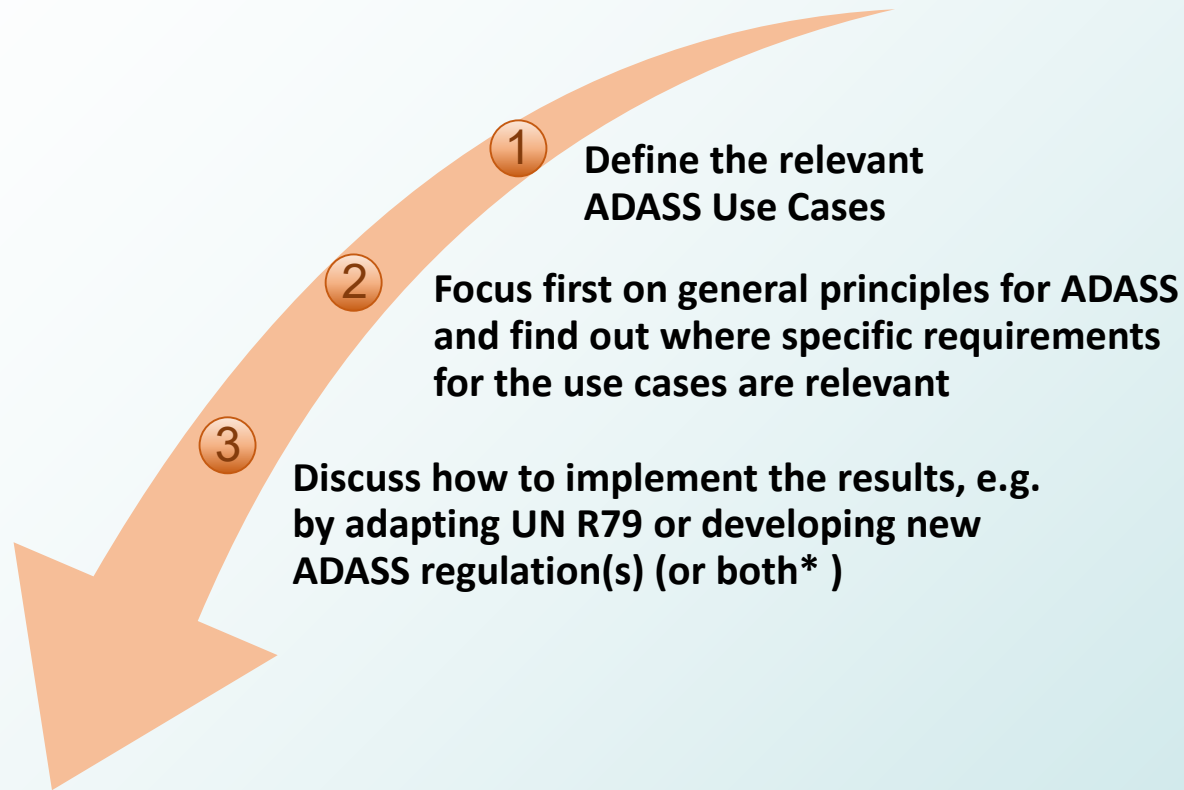 1
Define the relevant
ADASS Use Cases
2
Focus first on general principles for ADASS
and find out where specific requirements
for the use cases are relevant
3
Discuss how to implement the results, e.g.
by adapting UN R79 or developing new
ADASS regulation(s) (or both* )